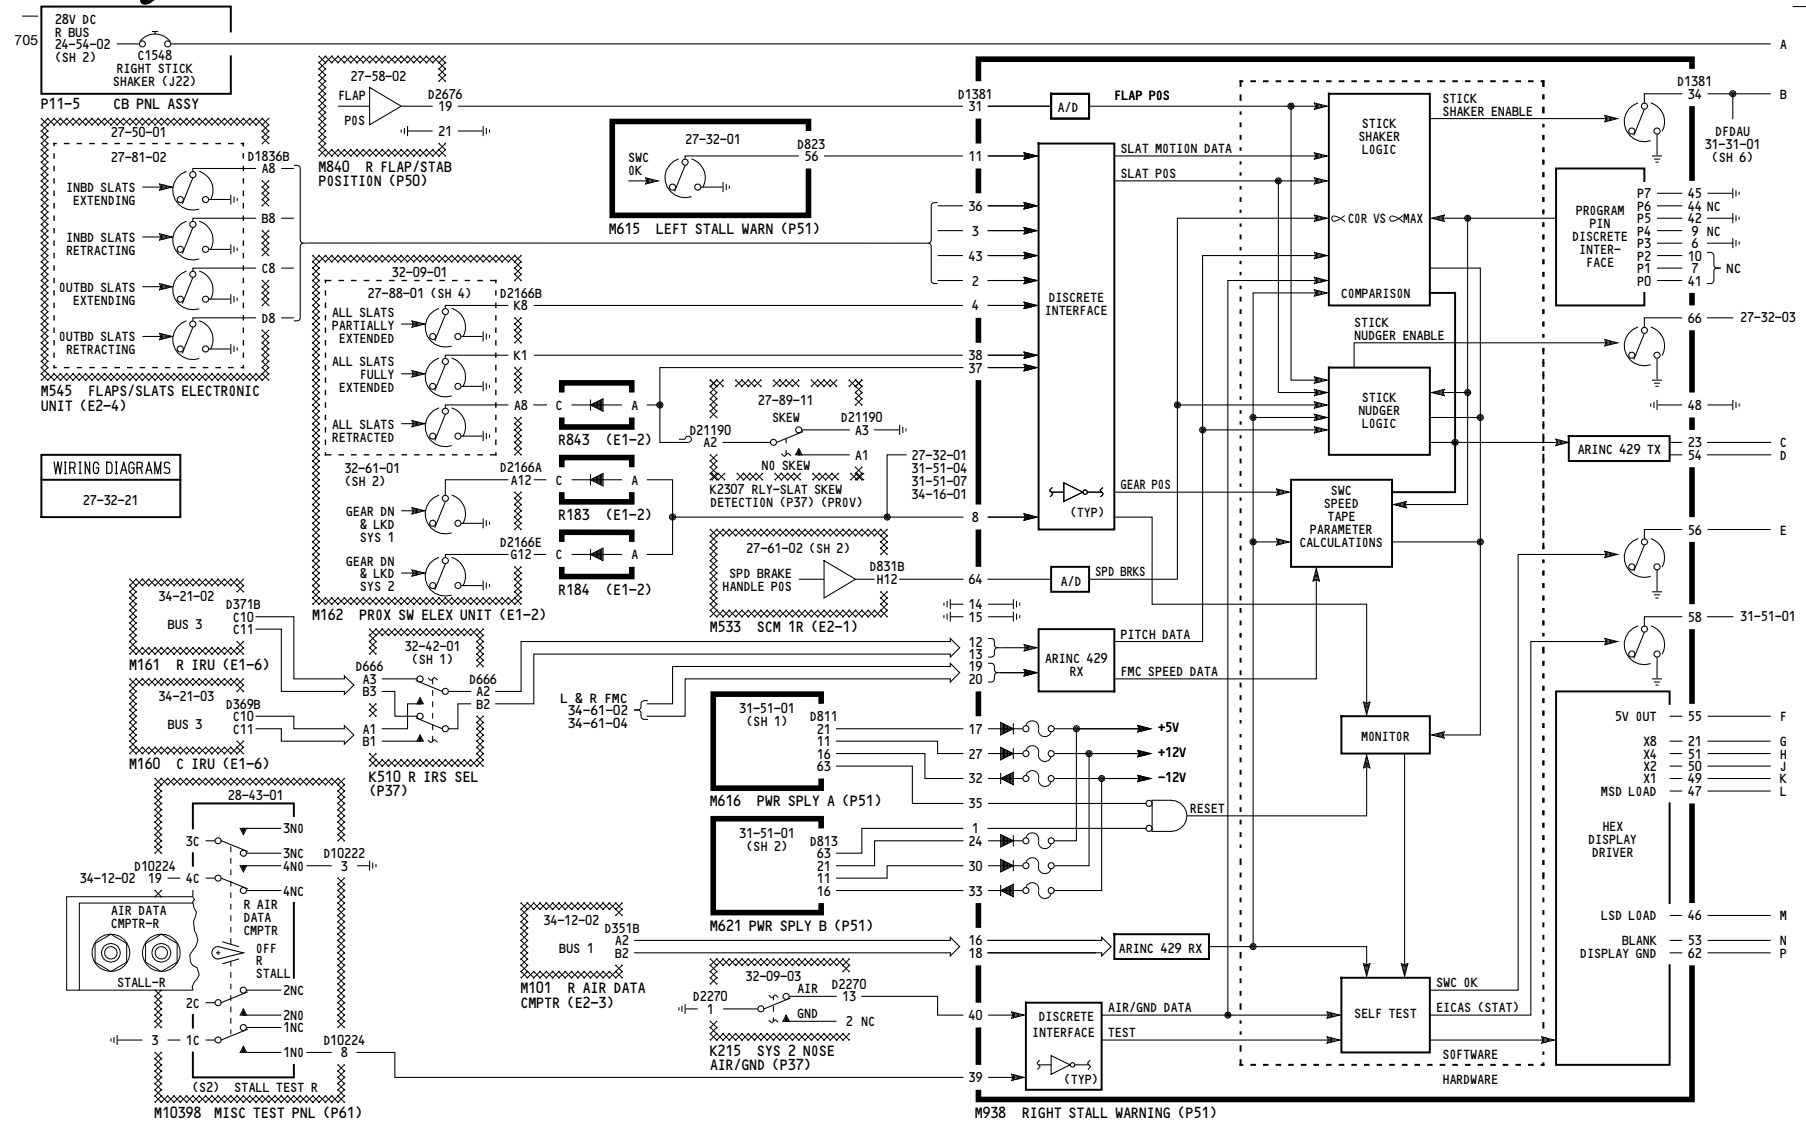 705
28V DC
R BUS
24-54-02
(SH 2)
C1548
RIGHT STICK
SHAKER (J22)
P11-5 CB PNL ASSY
A
27-50-01
27-81-02
INBD SLATS
EXTENDING
INBD SLATS
RETRACTING
OUTBD SLATS
EXTENDING
OUTBD SLATS
RETRACTING
D1836B
A8
B8
C8
D8
M545 FLAPS/SLATS ELECTRONIC
UNIT (E2-4)
WIRING DIAGRAMS
27-32-21
27-58-02
FLAP
POS
D2676
19
21
M840 R FLAP/STAB
POSITION (P50)
27-32-01
SWC
OK
D823
56
M615 LEFT STALL WARN (P51)
32-09-01
27-88-01 (SH 4)
ALL SLATS
PARTIALLY
EXTENDED
ALL SLATS
FULLY
EXTENDED
ALL SLATS
RETRACTED
D2166B
K8
K1
A8
32-61-01
(SH 2)
D2166A
A12
GEAR DN
& LKD
SYS 1
D2166E
G12
GEAR DN
& LKD
SYS 2
M162 PROX SW ELEX UNIT (E1-2)
C A
R843 (E1-2)
C A
R183 (E1-2)
C A
R184 (E1-2)
27-89-11
SKEW
D21190
A2
D21190
A3
A1
NO SKEW
K2307 RLY-SLAT SKEW
DETECTION (P37) (PROV)
27-32-01
31-51-04
31-51-07
34-16-01
27-61-02 (SH 2)
SPD BRAKE
HANDLE POS
D831B
H12
M533 SCM 1R (E2-1)
34-21-02
BUS 3
D371B
C10
C11
M161 R IRU (E1-6)
34-21-03
BUS 3
D369B
C10
C11
M160 C IRU (E1-6)
32-42-01
(SH 1)
D666
A3
B3
A1
B1
D666
A2
B2
K510 R IRS SEL
(P37)
L & R FMC
34-61-02
34-61-04
31-51-01
(SH 1)
D811
21
11
16
63
M616 PWR SPLY A (P51)
31-51-01
(SH 2)
D813
63
21
11
16
M621 PWR SPLY B (P51)
28-43-01
3C
3NO
3NC
4NO
4NC
4C
D10222
3
D10224
19
34-12-02
AIR DATA
CMPTR-R
STALL-R
R AIR
DATA
CMPTR
OFF
R
STALL
2NC
2C
2NO
1NC
1C
3
1NO
D10224
8
(S2) STALL TEST R
M10398 MISC TEST PNL (P61)
34-12-02
BUS 1
D351B
A2
B2
M101 R AIR DATA
CMPTR (E2-3)
32-09-03
AIR
D2270
1
D2270
13
GND
2 NC
K215 SYS 2 NOSE
AIR/GND (P37)
D1381
31
11
36
3
43
2
4
38
37
8
64
14
15
12
13
19
20
17
27
32
35
1
24
30
33
16
18
40
39
A/D
FLAP POS
DISCRETE
INTERFACE
(TYP)
SLAT MOTION DATA
SLAT POS
GEAR POS
A/D
SPD BRKS
ARINC 429
RX
PITCH DATA
FMC SPEED DATA
+5V
+12V
-12V
RESET
ARINC 429 RX
DISCRETE
INTERFACE
(TYP)
AIR/GND DATA
TEST
STICK
SHAKER
LOGIC
∝ COR VS ∝MAX
COMPARISON
STICK
SHAKER ENABLE
STICK
NUDGER ENABLE
STICK
NUDGER
LOGIC
SWC
SPEED
TAPE
PARAMETER
CALCULATIONS
MONITOR
SELF TEST
SWC OK
EICAS (STAT)
SOFTWARE
HARDWARE
D1381
34
B
DFDAU
31-31-01
(SH 6)
PROGRAM
PIN
DISCRETE
INTER-
FACE
P7 45
P6 44 NC
P5 42
P4 9 NC
P3 6
P2 10
P1 7 NC
P0 41
66 27-32-03
48
ARINC 429 TX
23 C
54 D
56 E
58 31-51-01
5V OUT 55 F
X8 21 G
X4 51 H
X2 50 J
X1 49 K
MSD LOAD 47 L
HEX
DISPLAY
DRIVER
LSD LOAD 46 M
BLANK 53 N
DISPLAY GND 62 P
M938 RIGHT STALL WARNING (P51)